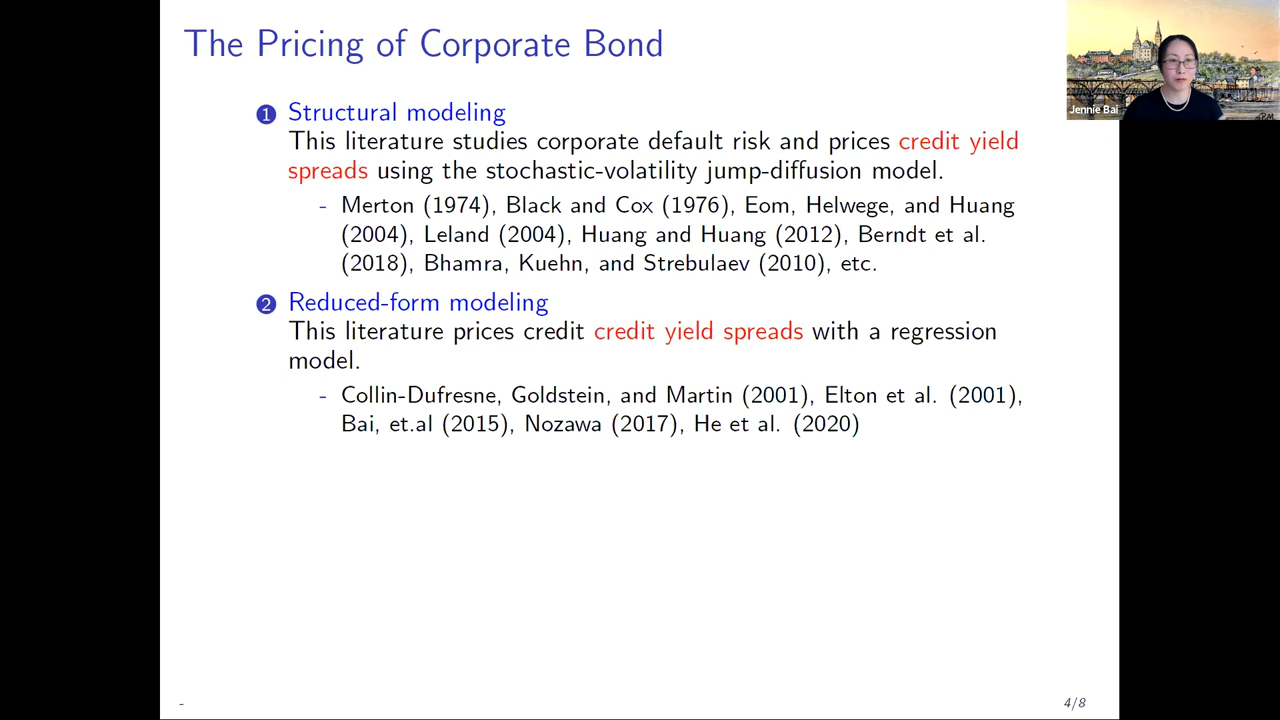 The Pricing of Corporate Bond
Jennie Bai
1 Structural modeling
This literature studies corporate default risk and prices credit yield
spreads using the stochastic-volatility jump-diffusion model.
- Merton (1974), Black and Cox (1976), Eom, Helwege, and Huang
(2004), Leland (2004), Huang and Huang (2012), Berndt et al.
(2018), Bhamra, Kuehn, and Strebulaev (2010), etc.
2 Reduced-form modeling
This literature prices credit credit yield spreads with a regression
model.
- Collin-Dufresne, Goldstein, and Martin (2001), Elton et al. (2001),
Bai, et.al (2015), Nozawa (2017), He et al. (2020)
- 4/8